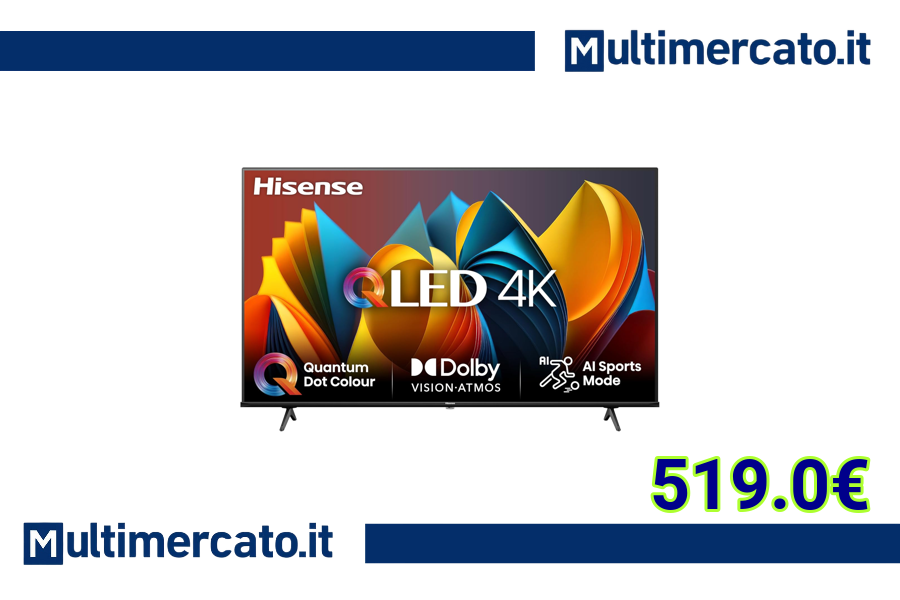 Multimercato.it
Hisense
QLED 4K
Quantum
Dot Colour
Dolby
VISION·ATMOS
AI
AI Sports
Mode
519.0€
Multimercato.it